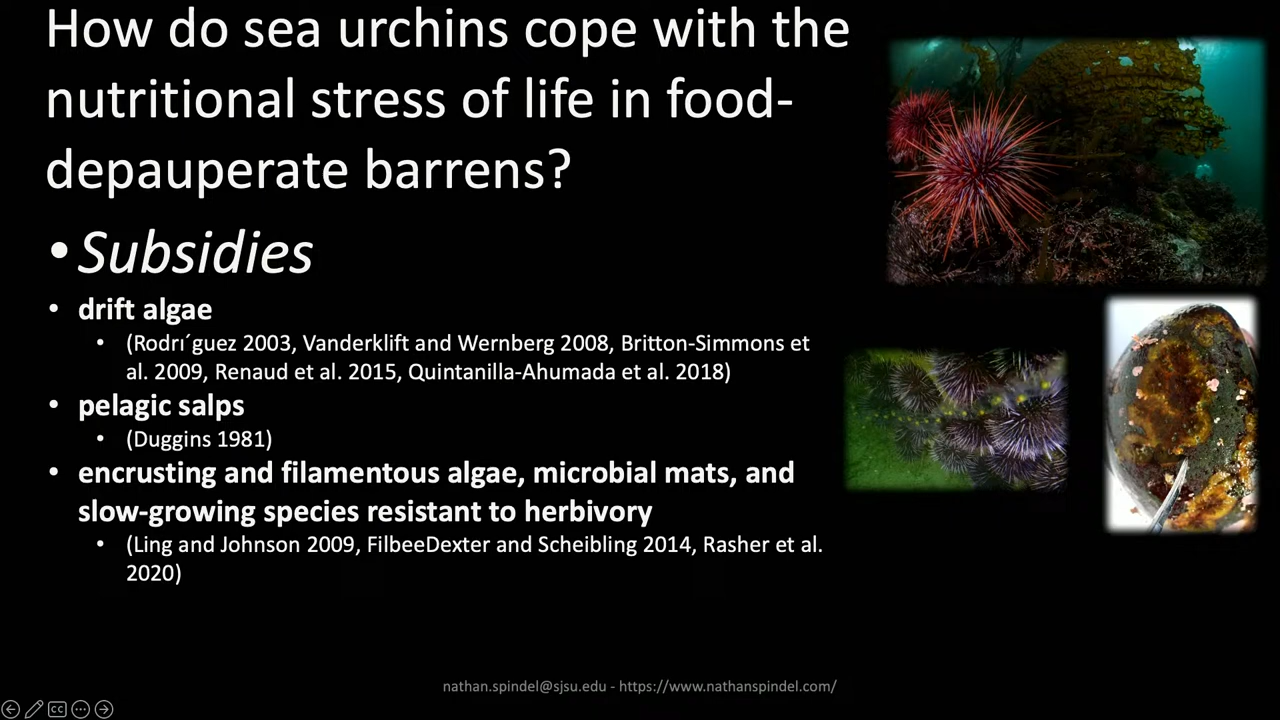 How do sea urchins cope with the
nutritional stress of life in food-
depauperate barrens?
• Subsidies
• drift algae
• (Rodrı´guez 2003, Vanderklift and Wernberg 2008, Britton-Simmons et
al. 2009, Renaud et al. 2015, Quintanilla-Ahumada et al. 2018)
• pelagic salps
• (Duggins 1981)
• encrusting and filamentous algae, microbial mats, and
slow-growing species resistant to herbivory
• (Ling and Johnson 2009, FilbeeDexter and Scheibling 2014, Rasher et al.
2020)
nathan.spindel@sjsu.edu - https://www.nathanspindel.com/
CC